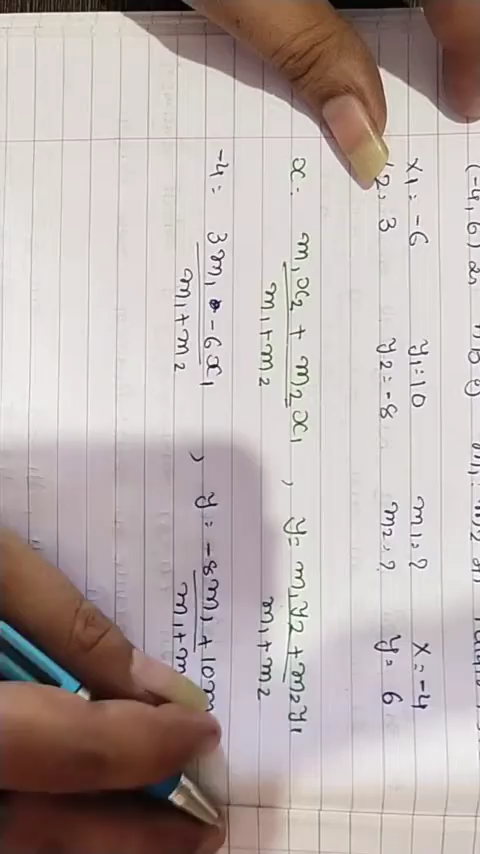 (-4, 6)
x1 = -6 y1 = 10 m1 = ? x = -4
2 = 3 y2 = -8 m2 = ? y = 6
x = m1x2 + m2x1 / m1 + m2 , y = m1y2 + m2y1 / m1 + m2
-4 = 3m1 - 6x1 / m1 + m2 , y = -8m1 + 10m / m1 + m